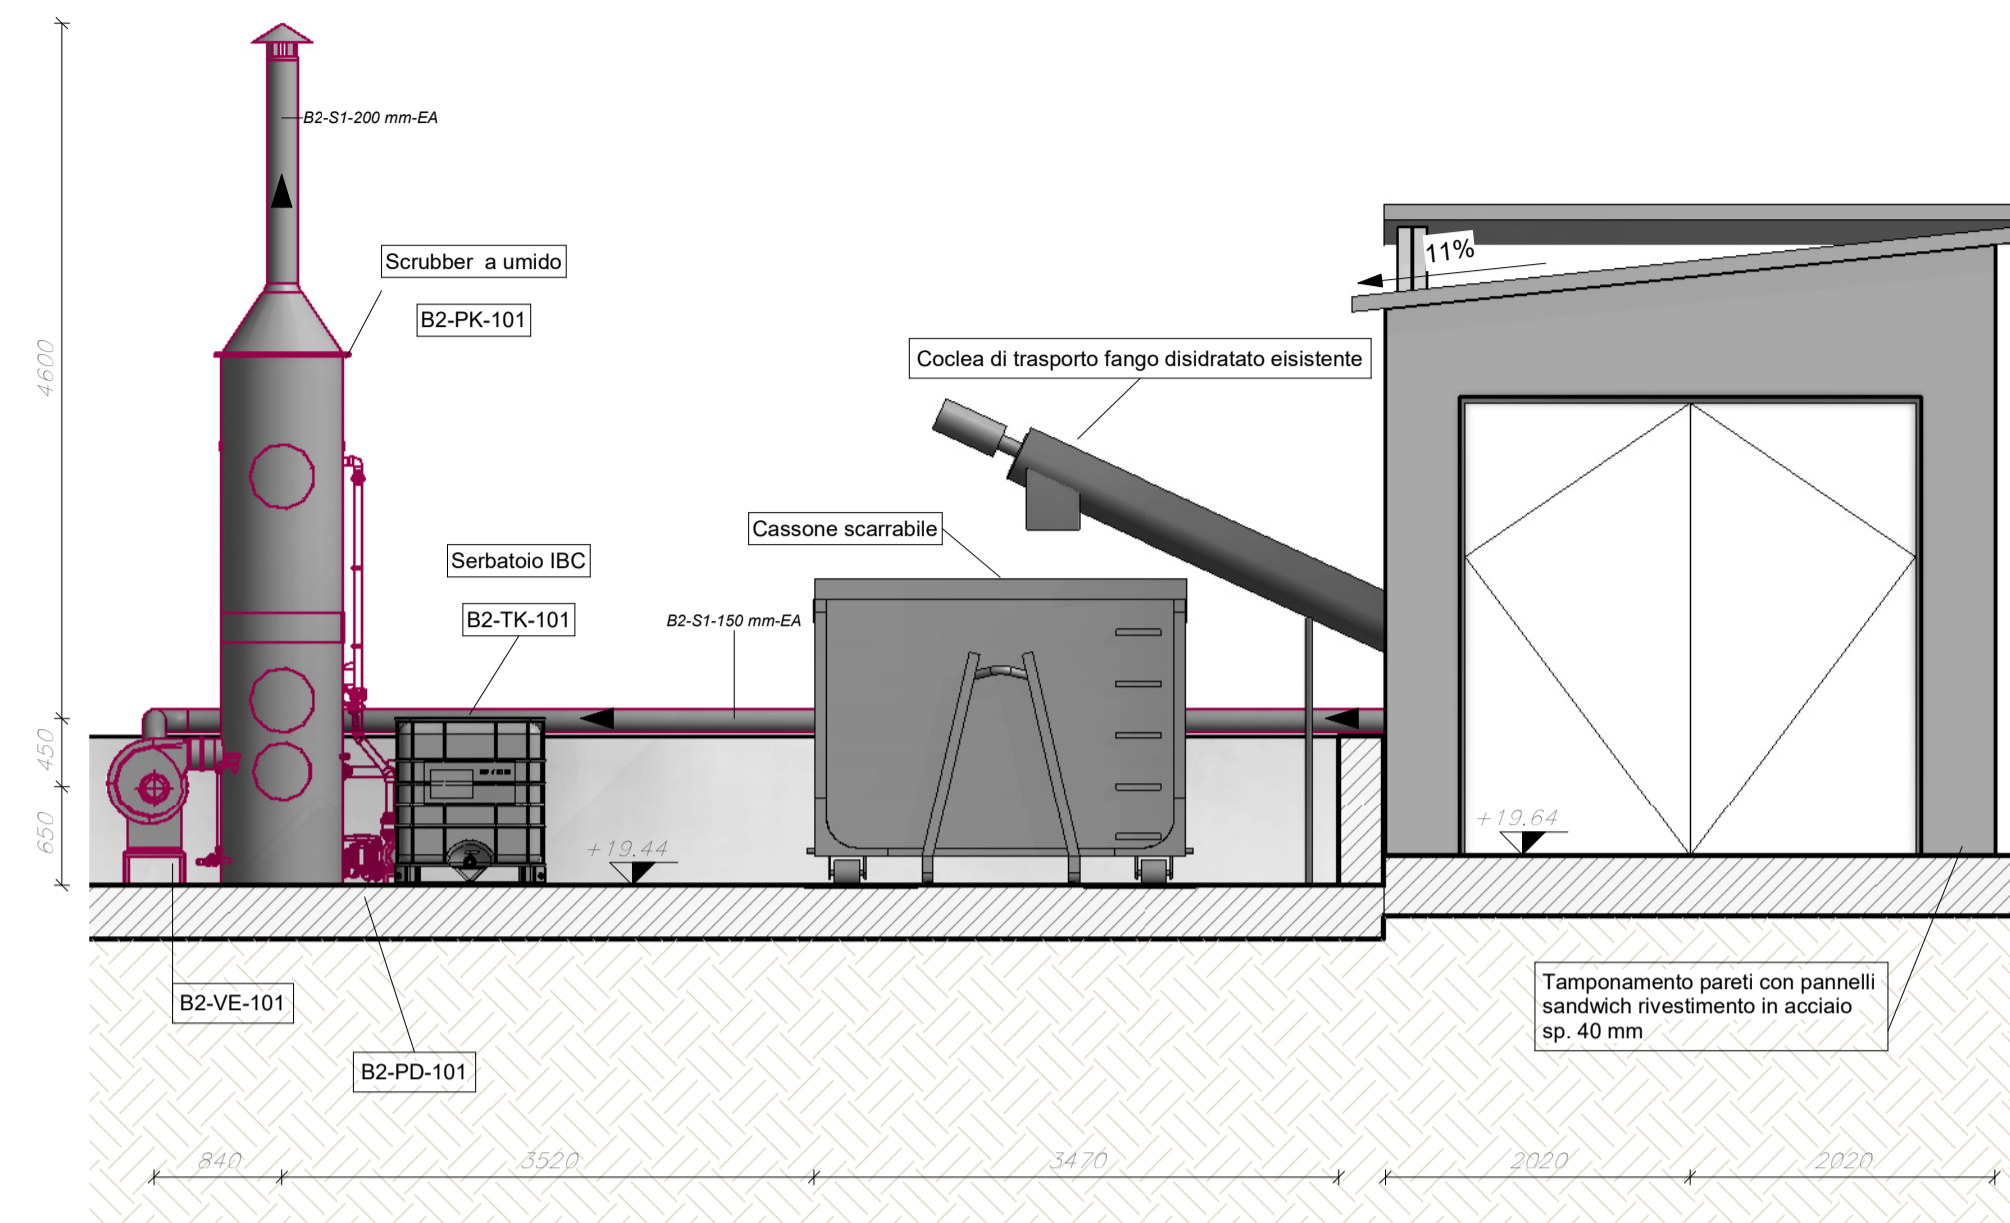 B2-S1-200 mm-EA
Scrubber a umido
B2-PK-101
11%
Coclea di trasporto fango disidratato eisistente
4600
Cassone scarrabile
Serbatoio IBC
B2-TK-101
B2-S1-150 mm-EA
450
650
+19.44
+19.64
B2-VE-101
B2-PD-101
Tamponamento pareti con pannelli
sandwich rivestimento in acciaio
sp. 40 mm
840
3520
3470
2020
2020